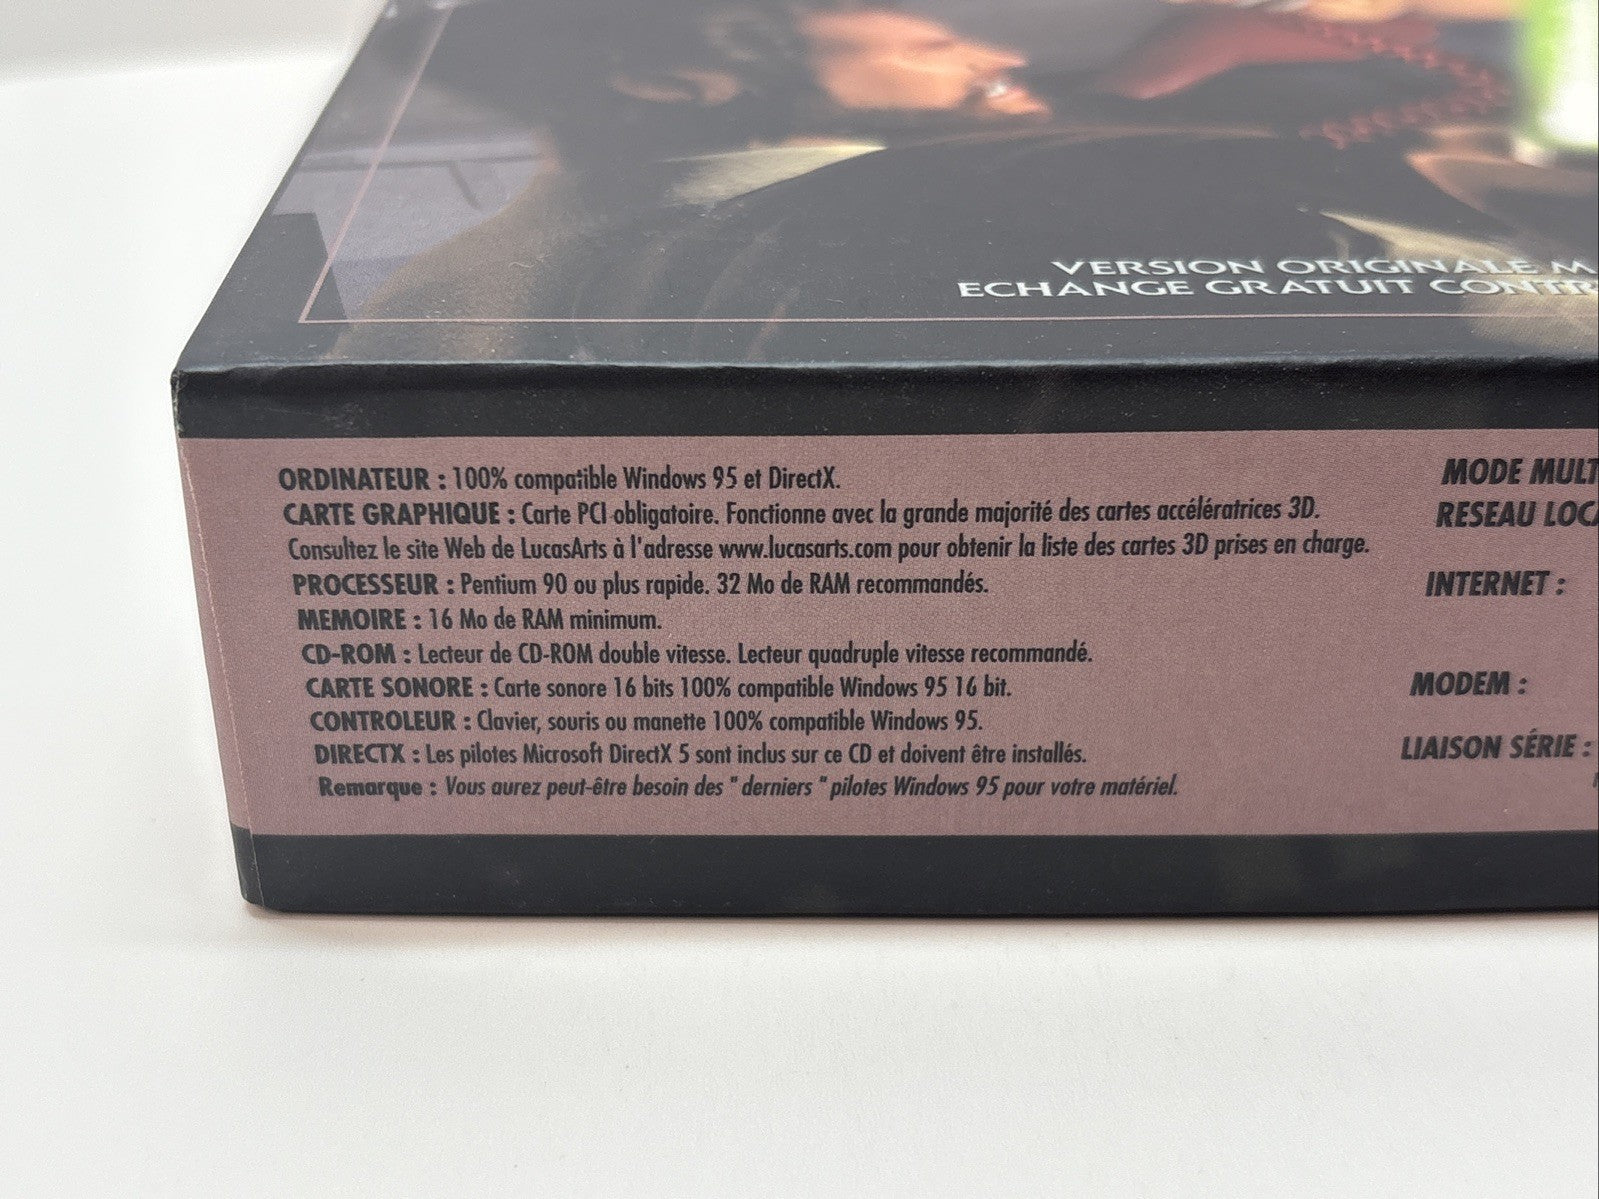 VERSION ORIGINALE
ECHANGE GRATUIT
ORDINATEUR : 100% compatible Windows 95 et DirectX.
CARTE GRAPHIQUE : Carte PCI obligatoire. Fonctionne avec la grande majorité des cartes accélératrices 3D.
Consultez le site Web de LucasArts à l'adresse www.lucasarts.com pour obtenir la liste des cartes 3D prises en charge.
PROCESSEUR : Pentium 90 ou plus rapide. 32 Mo de RAM recommandés.
MEMOIRE : 16 Mo de RAM minimum.
CD-ROM : Lecteur de CD-ROM double vitesse. Lecteur quadruple vitesse recommandé.
CARTE SONORE : Carte sonore 16 bits 100% compatible Windows 95 16 bit.
CONTROLEUR : Clavier, souris ou manette 100% compatible Windows 95.
DIRECTX : Les pilotes Microsoft DirectX 5 sont inclus sur ce CD et doivent être installés.
Remarque : Vous aurez peut-être besoin des " derniers " pilotes Windows 95 pour votre matériel.
MODE
RESEAU
INTERNET :
MODEM :
LIAISON SÉRIE :